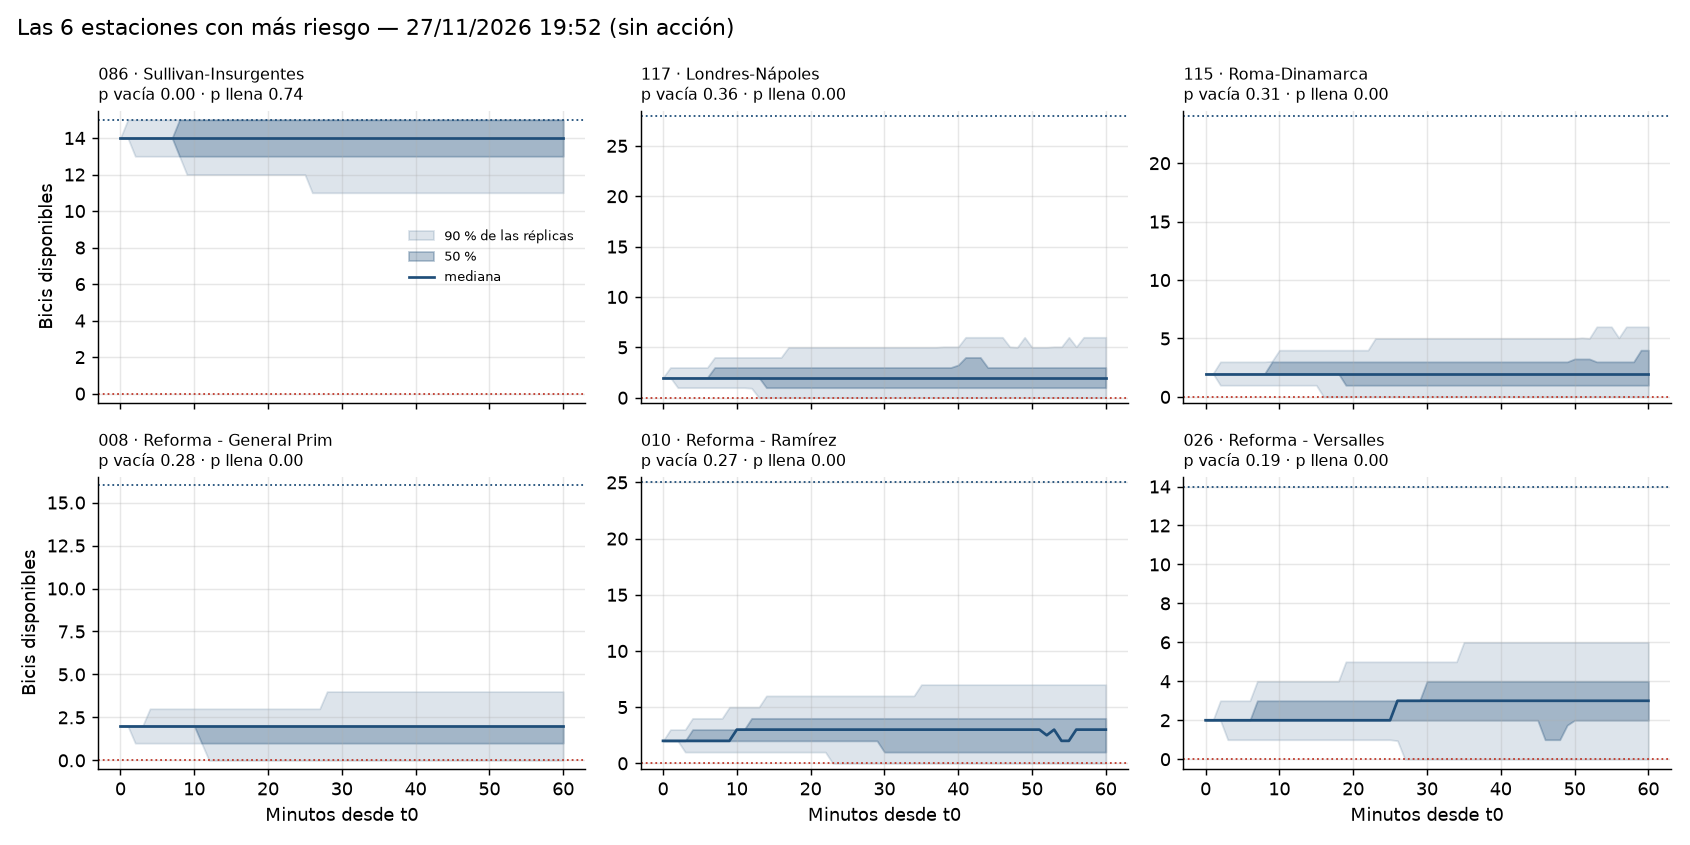 Las 6 estaciones con más riesgo — 27/11/2026 19:52 (sin acción)
086 · Sullivan-Insurgentes
p vacía 0.00 · p llena 0.74
14
12
10
8
6
4
2
0
Bicis disponibles
90 % de las réplicas
50 %
mediana
117 · Londres-Nápoles
p vacía 0.36 · p llena 0.00
25
20
15
10
5
0
115 · Roma-Dinamarca
p vacía 0.31 · p llena 0.00
20
15
10
5
0
008 · Reforma - General Prim
p vacía 0.28 · p llena 0.00
15.0
12.5
10.0
7.5
5.0
2.5
0.0
Bicis disponibles
0 10 20 30 40 50 60
Minutos desde t0
010 · Reforma - Ramírez
p vacía 0.27 · p llena 0.00
25
20
15
10
5
0
0 10 20 30 40 50 60
Minutos desde t0
026 · Reforma - Versalles
p vacía 0.19 · p llena 0.00
14
12
10
8
6
4
2
0
0 10 20 30 40 50 60
Minutos desde t0